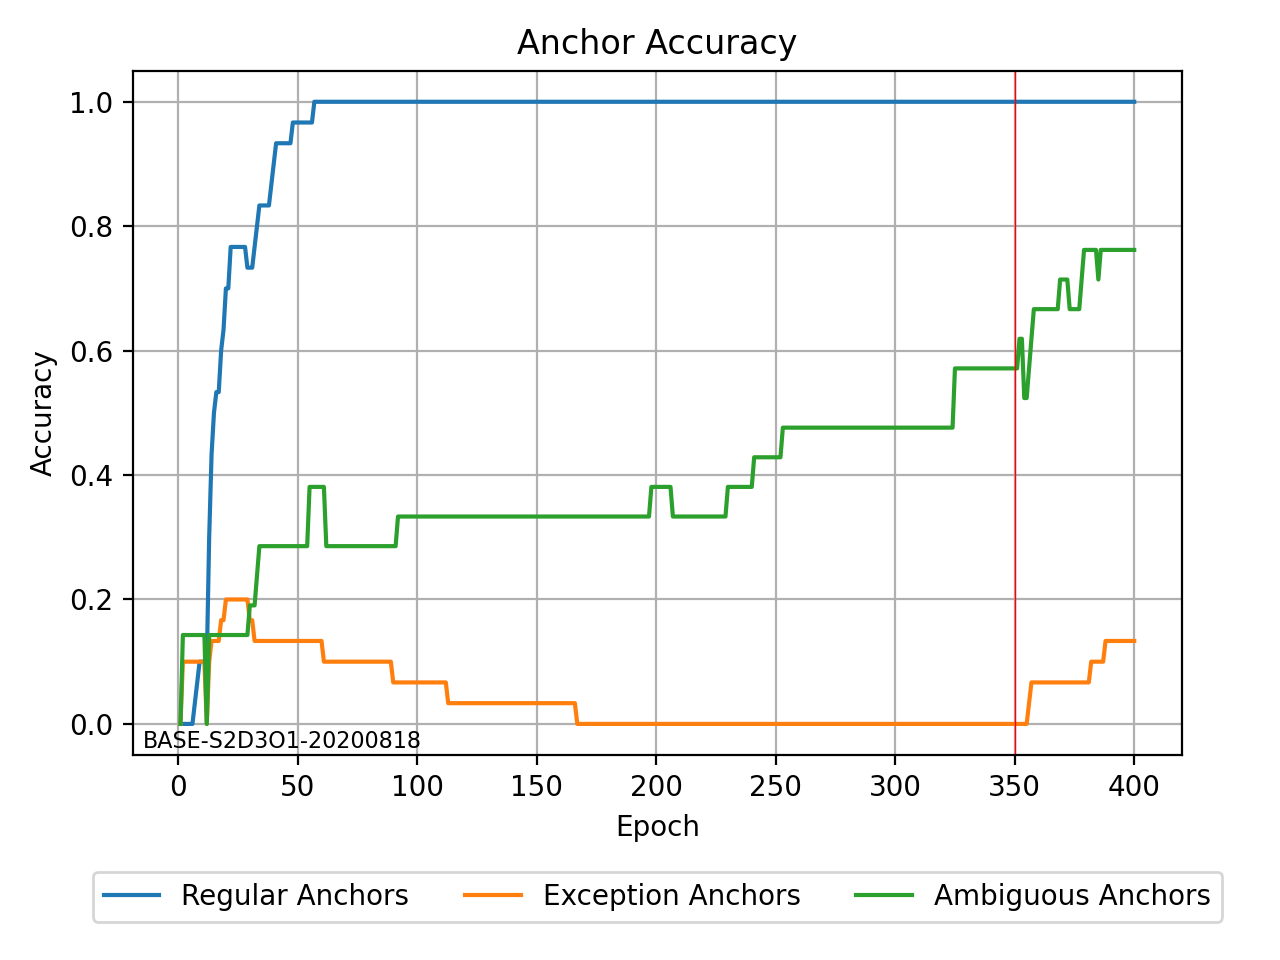 Anchor Accuracy
1.0
0.8
0.6
0.4
0.2
0.0
Accuracy
BASE-S2D3O1-20200818
0 50 100 150 200 250 300 350 400
Epoch
Regular Anchors Exception Anchors Ambiguous Anchors